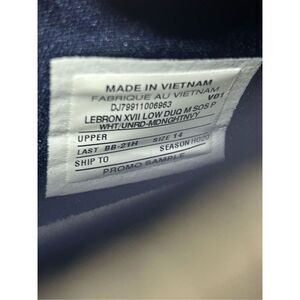 MADE IN VIETNAM
FABRIQUE AU VIETNAM
DJ79911006963 V01
LEBRON XVII LOW DUO M SOS P
WHT/UNRD-MDNGHTNVY
UPPER
LAST BB-21H SIZE 14
SHIP TO SEASON HO20
PROMO SAMPLE